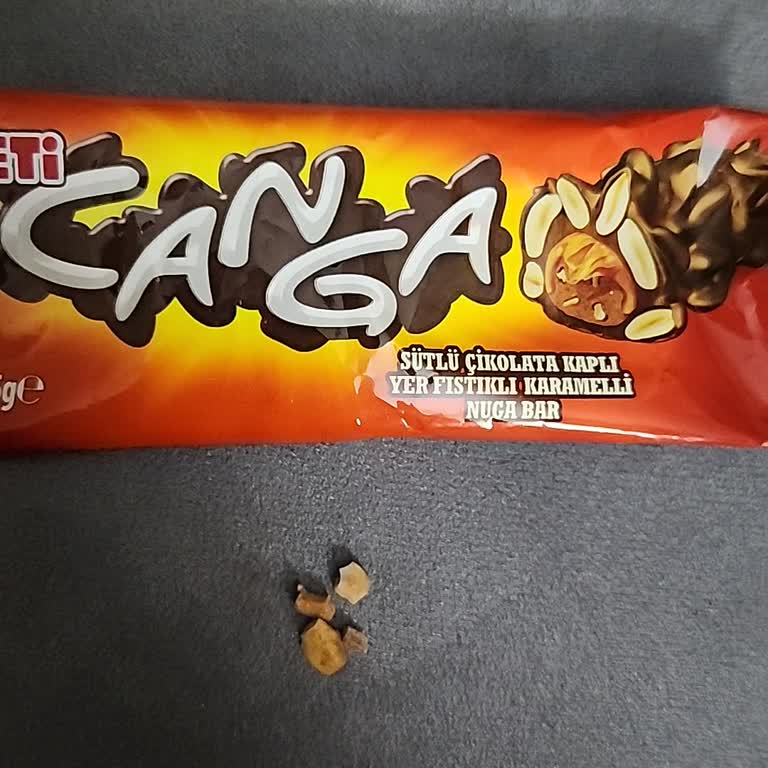 ETi
CANGA
SÜTLÜ ÇİKOLATA KAPLI
YER FISTIKLI KARAMELLİ
NUGA BAR